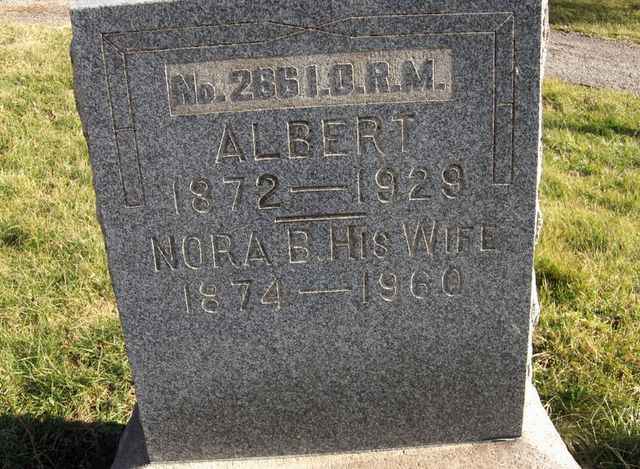 No. 266 I.O.R.M.
ALBERT
1872—1929
NORA B. HIS WIFE
1874—1960